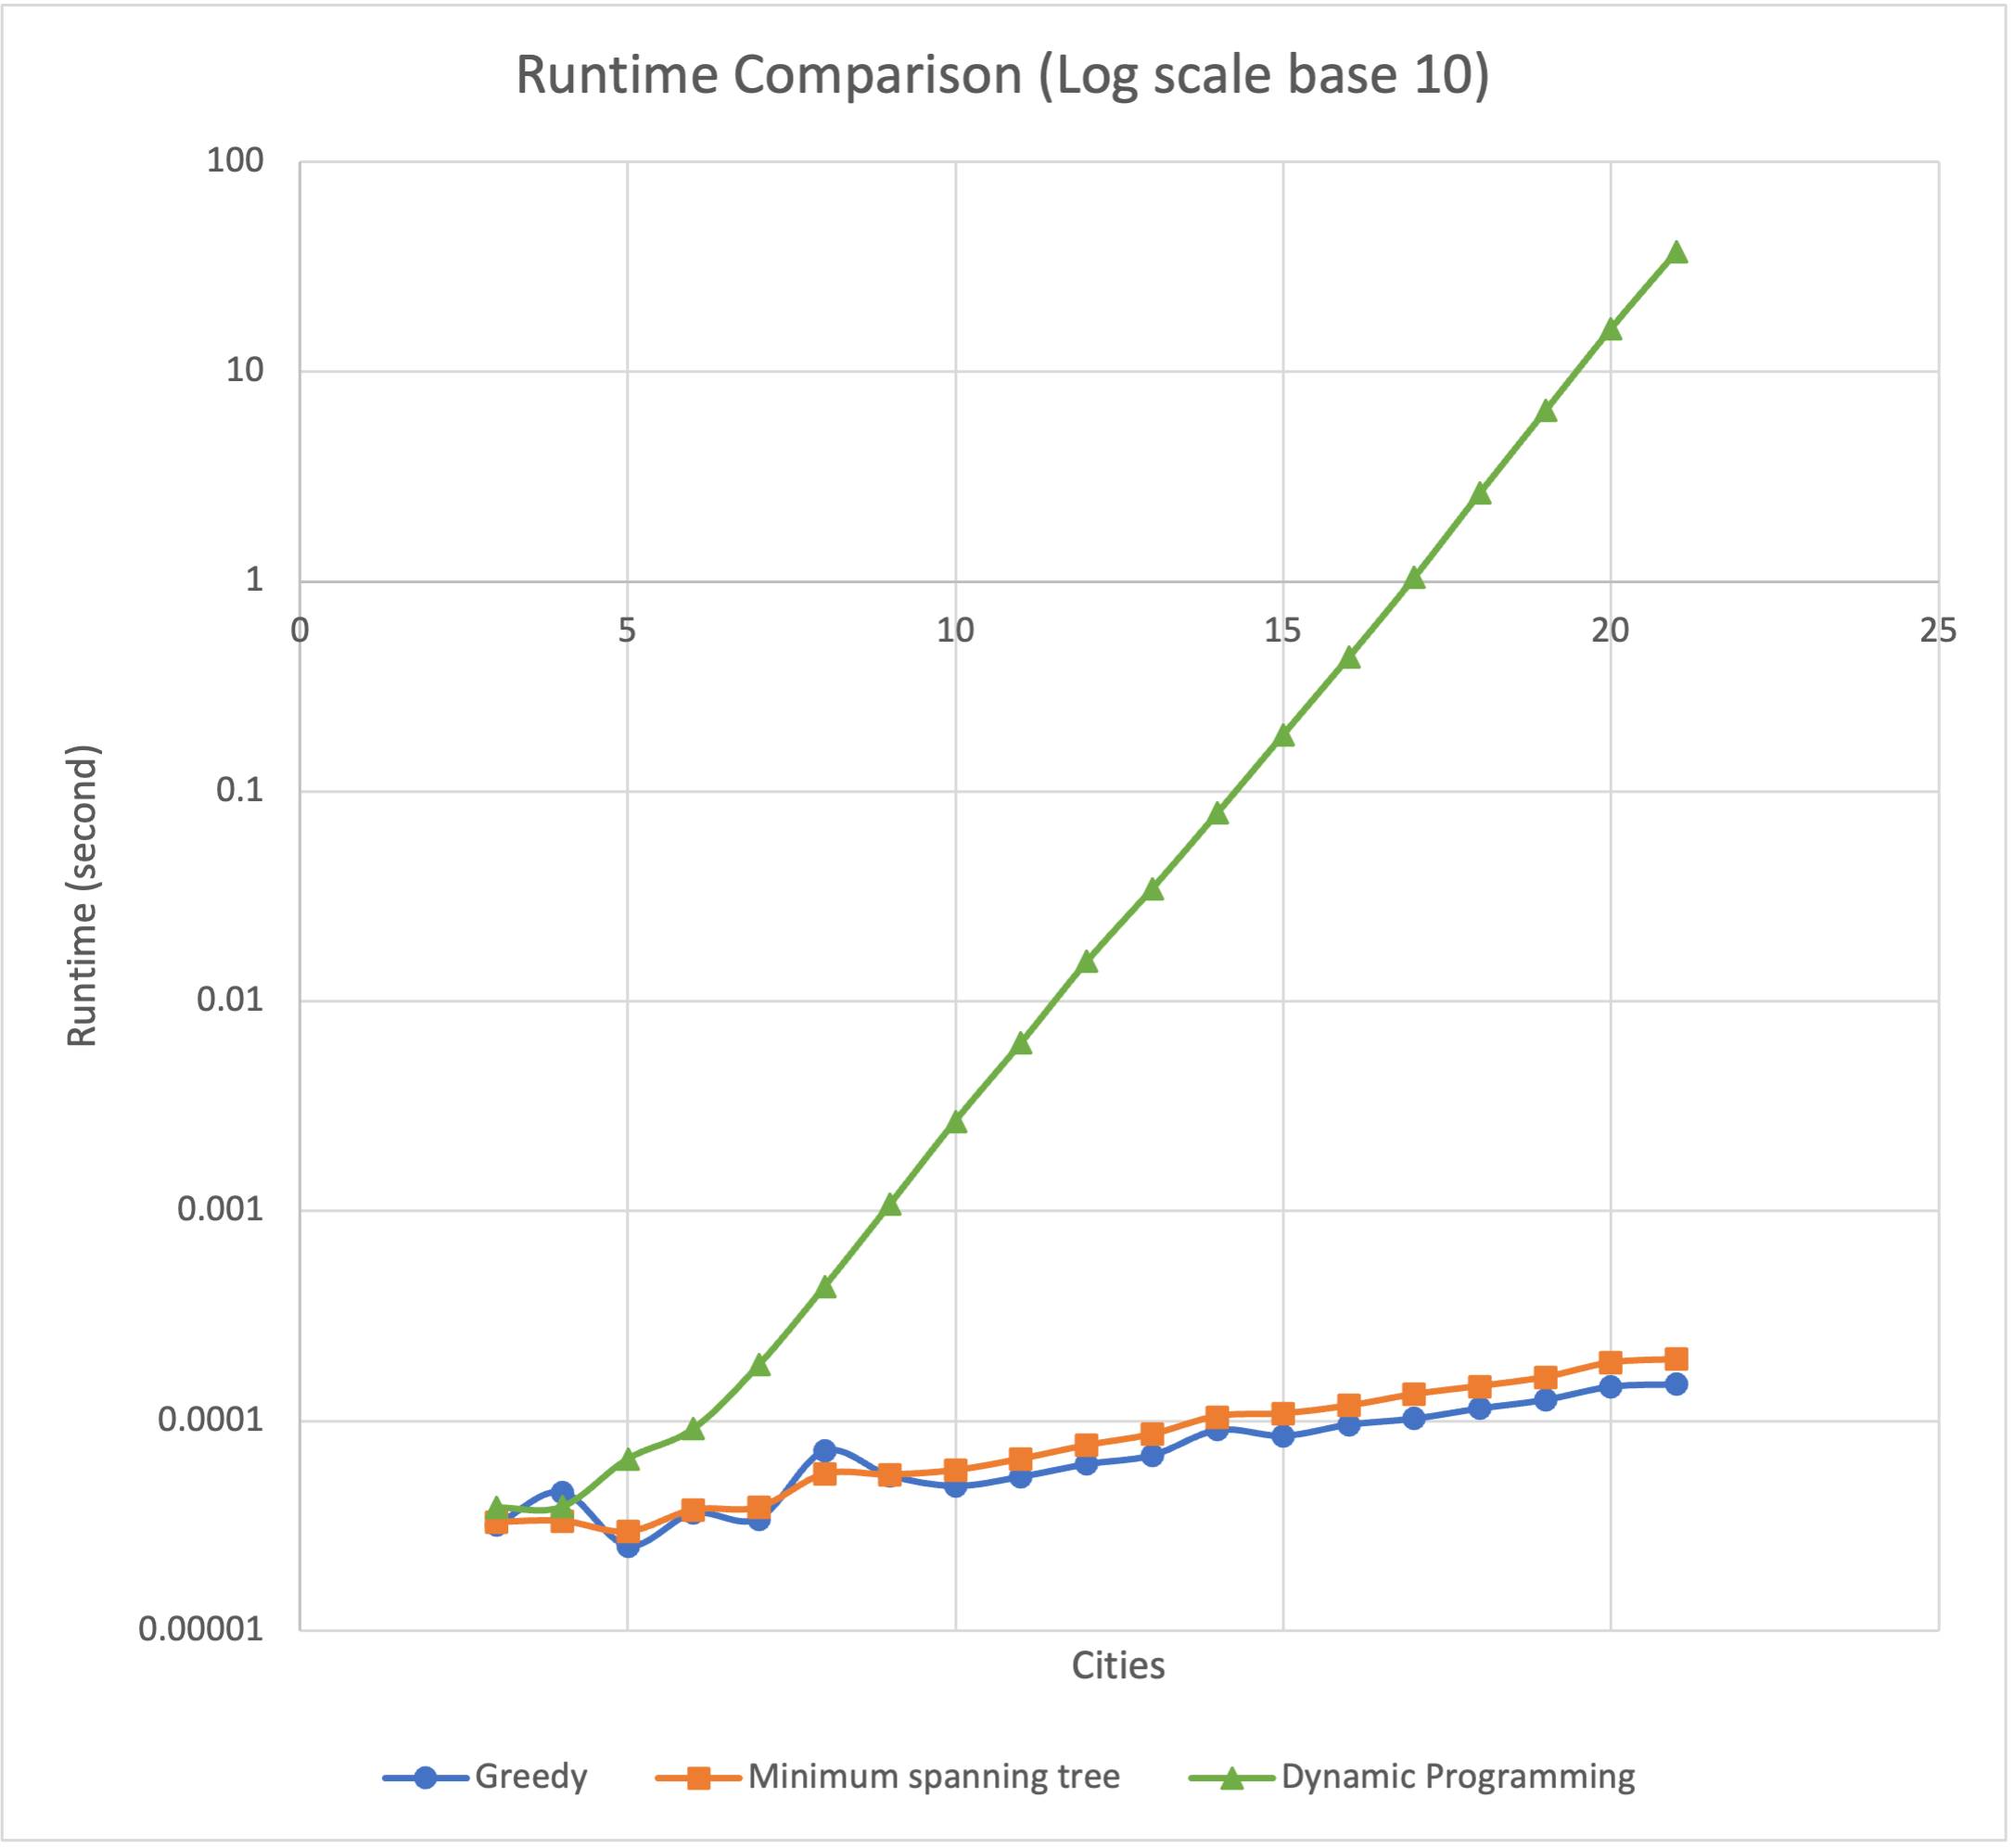 Runtime Comparison (Log scale base 10)
100
10
1
0 5 10 15 20 25
0.1
0.01
0.001
0.0001
0.00001
Runtime (second)
Cities
Greedy Minimum spanning tree Dynamic Programming